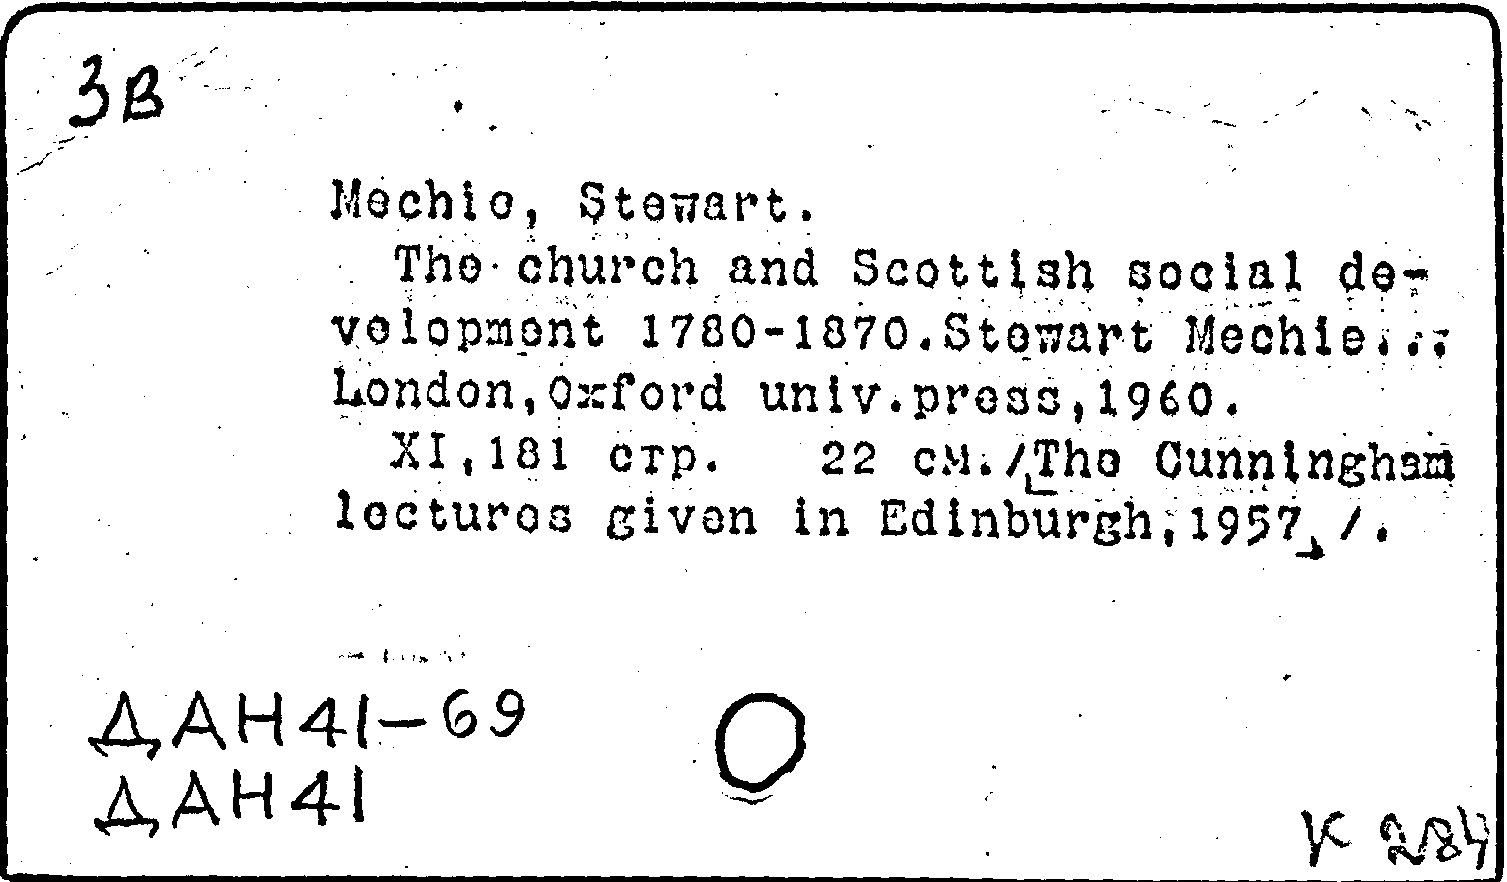 ЗВ
Mechie, Stewart.
The church and Scottish social de-
velopment 1780-1870.Stewart Mechie...
London,Oxford univ.press,1960.
XI,181 стр. 22 см./[The Cunningham
lectures given in Edinburgh,1957]/.
ДАН41-69
ДАН41
К 284